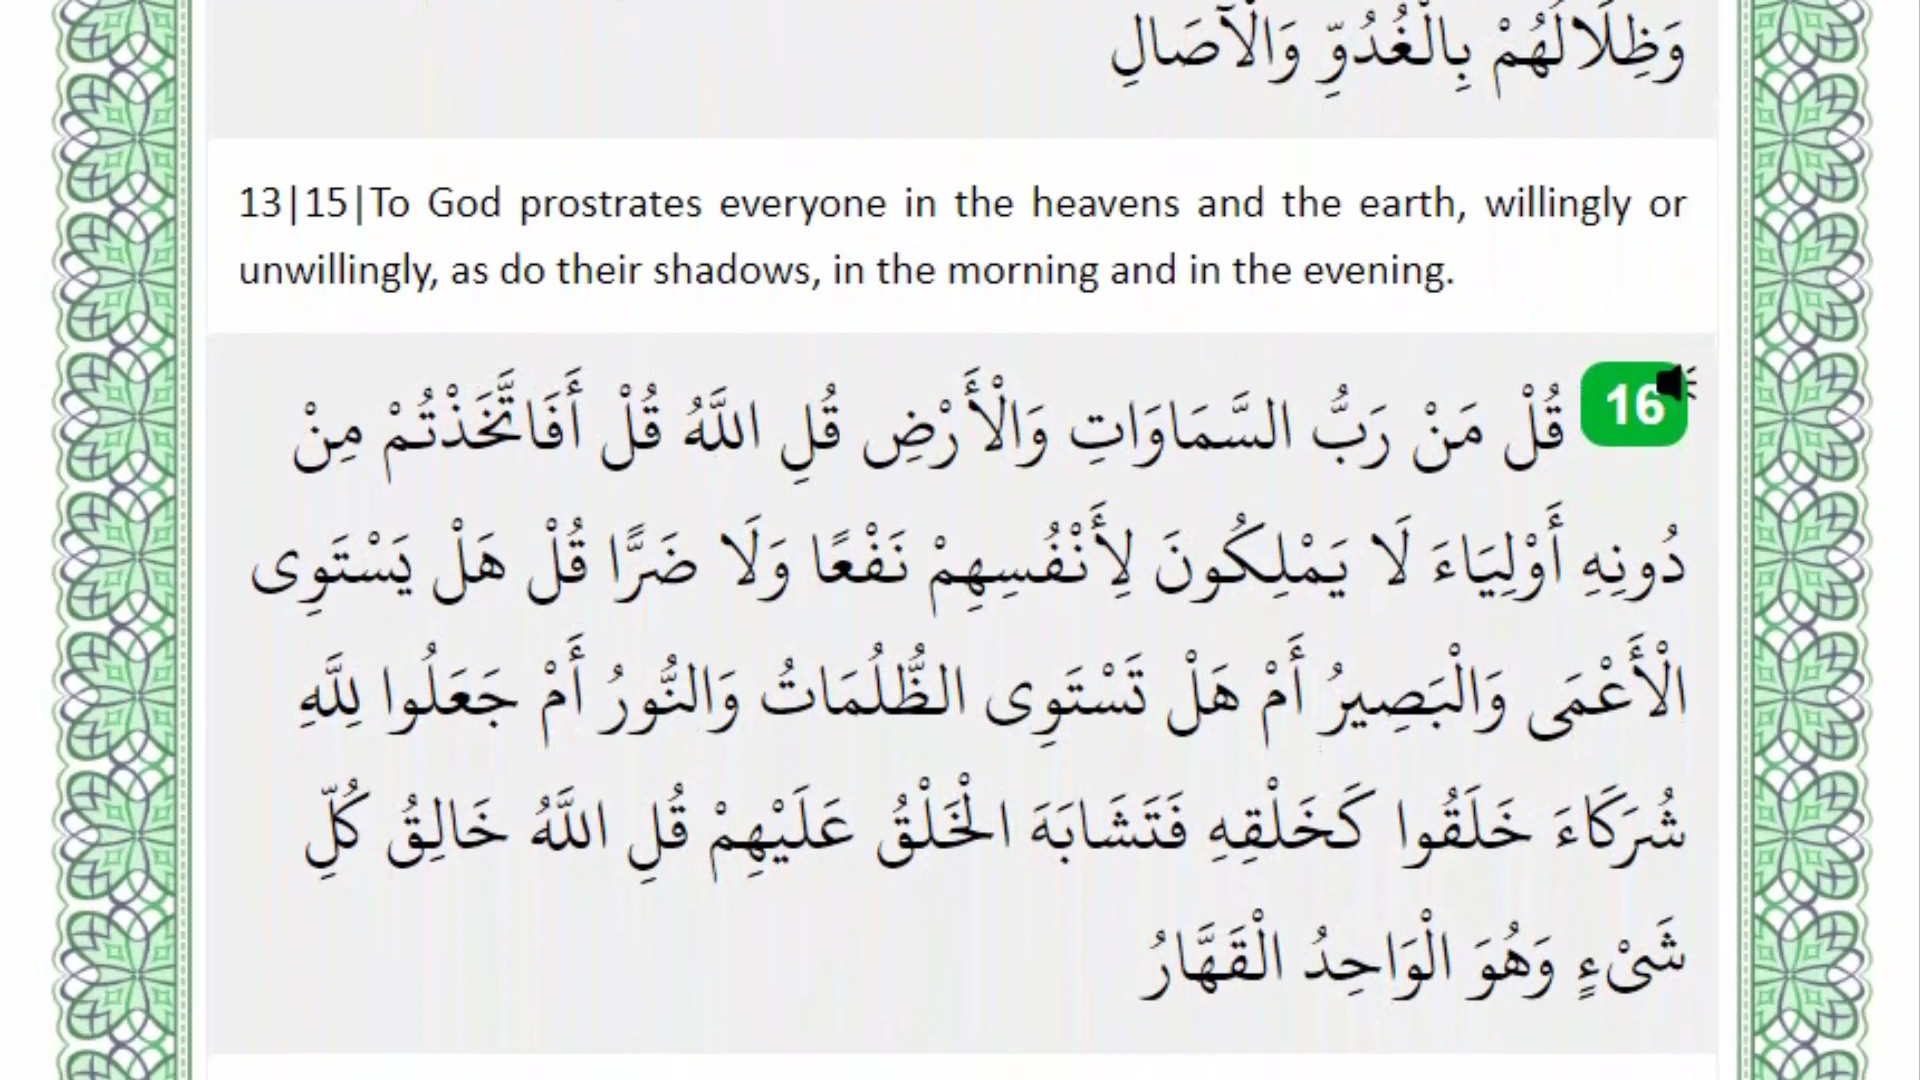 وَظِلَالُهُمْ بِالْغُدُوِّ وَالْآصَالِ
13|15|To God prostrates everyone in the heavens and the earth, willingly or
unwillingly, as do their shadows, in the morning and in the evening.
16 قُلْ مَنْ رَبُّ السَّمَاوَاتِ وَالْأَرْضِ قُلِ اللَّهُ قُلْ أَفَاتَّخَذْتُمْ مِنْ
دُونِهِ أَوْلِيَاءَ لَا يَمْلِكُونَ لِأَنْفُسِهِمْ نَفْعًا وَلَا ضَرًّا قُلْ هَلْ يَسْتَوِى
الْأَعْمَى وَالْبَصِيرُ أَمْ هَلْ تَسْتَوِى الظُّلُمَاتُ وَالنُّورُ أَمْ جَعَلُوا لِلَّهِ
شُرَكَاءَ خَلَقُوا كَخَلْقِهِ فَتَشَابَهَ الْخَلْقُ عَلَيْهِمْ قُلِ اللَّهُ خَالِقُ كُلِّ
شَىْءٍ وَهُوَ الْوَاحِدُ الْقَهَّارُ